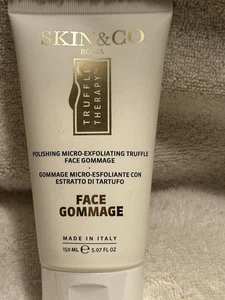 SKIN&CO
ROMA
TRUFFLE
THERAPY
POLISHING MICRO-EXFOLIATING TRUFFLE
FACE GOMMAGE
GOMMAGE MICRO-ESFOLIANTE CON
ESTRATTO DI TARTUFO
FACE
GOMMAGE
MADE IN ITALY
150 ML ℮ 5.07 FL OZ